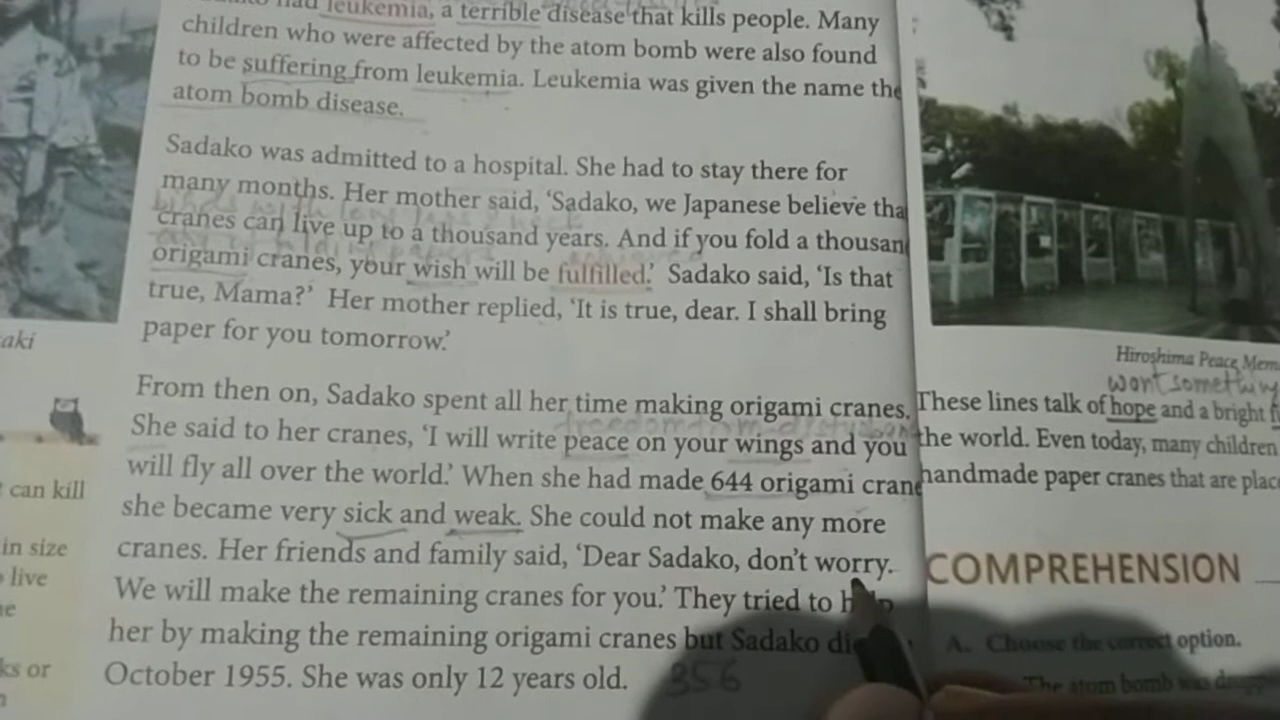 had leukemia, a terrible disease that kills people. Many
children who were affected by the atom bomb were also found
to be suffering from leukemia. Leukemia was given the name the
atom bomb disease.
Sadako was admitted to a hospital. She had to stay there for
many months. Her mother said, ‘Sadako, we Japanese believe tha
cranes can live up to a thousand years. And if you fold a thousan
origami cranes, your wish will be fulfilled.’ Sadako said, ‘Is that
true, Mama?’ Her mother replied, ‘It is true, dear. I shall bring
paper for you tomorrow.’
From then on, Sadako spent all her time making origami cranes.
She said to her cranes, ‘I will write peace on your wings and you
will fly all over the world.’ When she had made 644 origami crane
she became very sick and weak. She could not make any more
cranes. Her friends and family said, ‘Dear Sadako, don’t worry.
We will make the remaining cranes for you.’ They tried to
her by making the remaining origami cranes but Sadako
October 1955. She was only 12 years old. 356
aki
can kill
in size
live
ks or
Hiroshima Peace Mem
want something
These lines talk of hope and a bright f
the world. Even today, many children
handmade paper cranes that are plac
COMPREHENSION
A. Choose the correct option.
The atom bomb was